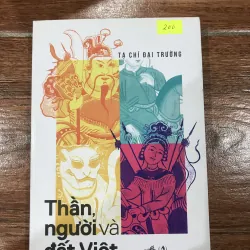 200
TẠ CHÍ ĐẠI TRƯỜNG
Thần,
người và
đất Việt